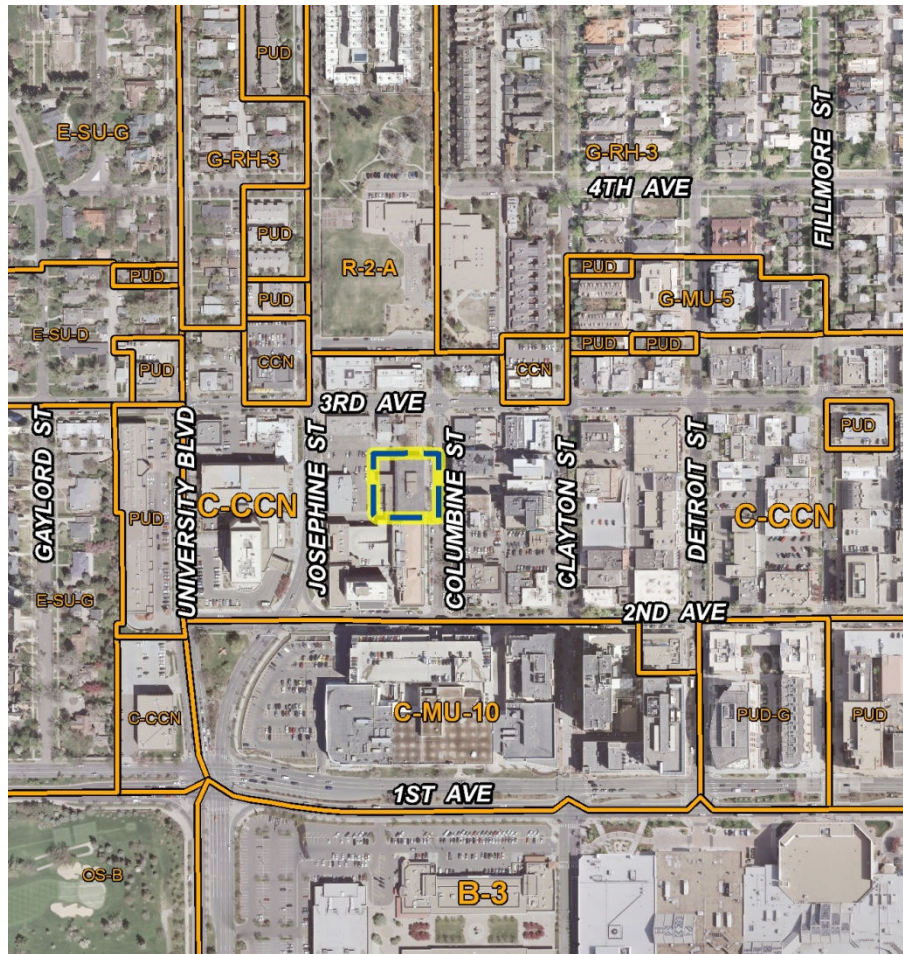 PUD
E-SU-G
FILLMORE ST
G-RH-3
G-RH-3
4TH AVE
PUD
R-2-A
PUD
PUD
G-MU-5
PUD
E-SU-D
PUD
CCN
CCN
PUD
PUD
3RD AVE
PUD
GAYLORD ST
UNIVERSITY BLVD
JOSEPHINE ST
COLUMBINE ST
CLAYTON ST
DETROIT ST
C-CCN
C-CCN
PUD
E-SU-G
2ND AVE
C-CCN
C-MU-10
PUD-G
PUD
1ST AVE
OS-B
B-3